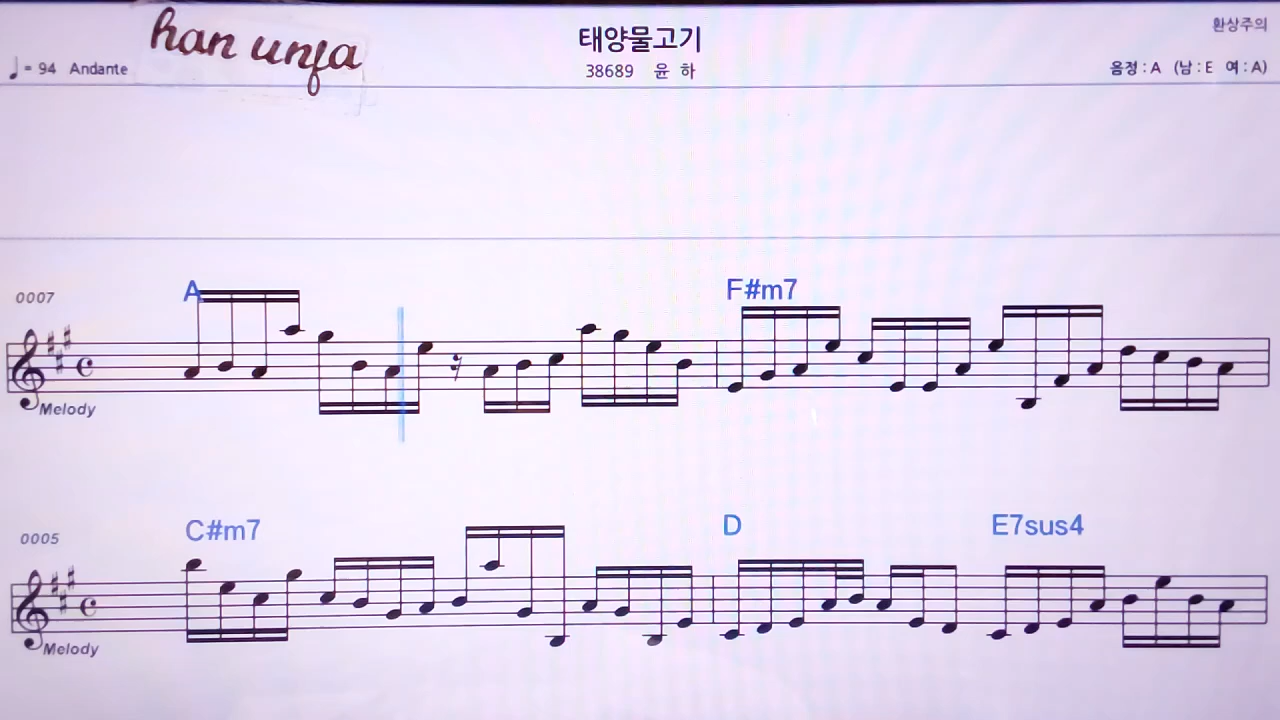 han unfa
태양물고기
환상주의
38689 윤 하
♩= 94 Andante
음정 : A (남 : E 여 : A)
0007
A
F#m7
Melody
0005
C#m7
D
E7sus4
Melody